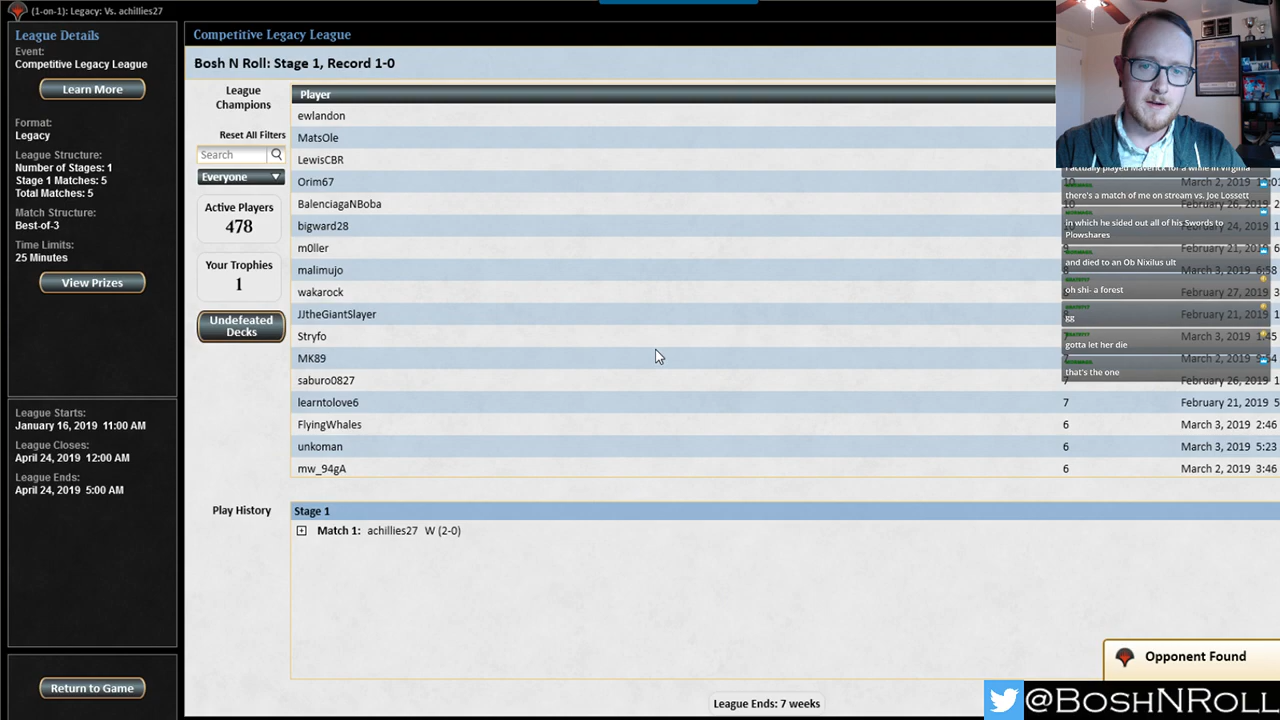 (1-on-1): Legacy: Vs. achillies27
League Details
Event:
Competitive Legacy League
Learn More
Format:
Legacy
League Structure:
Number of Stages: 1
Stage 1 Matches: 5
Total Matches: 5
Match Structure:
Best-of-3
Time Limits:
25 Minutes
View Prizes
League Starts:
January 16, 2019 11:00 AM
League Closes:
April 24, 2019 12:00 AM
League Ends:
April 24, 2019 5:00 AM
Return to Game
Competitive Legacy League
Bosh N Roll: Stage 1, Record 1-0
League
Champions
Reset All Filters
Search
Everyone
Active Players
478
Your Trophies
1
Undefeated
Decks
Player
ewlandon
MatsOle
LewisCBR
Orim67
BalenciagaNBoba
bigward28
m0ller
malimujo
wakarock
JJtheGiantSlayer
Stryfo
MK89
saburo0827
learntolove6 7 February 21, 2019 5
FlyingWhales 6 March 3, 2019 2:46
unkoman 6 March 3, 2019 5:23
mw_94gA 6 March 2, 2019 3:46
I actually played Maverick for a while in Virginia
there's a match of me on stream vs. Joe Lossett
in which he sided out all of his Swords to
Plowshares
and died to an Ob Nixilus ult
oh shi- a forest
gg
gotta let her die
that's the one
Play History
Stage 1
Match 1: achillies27 W (2-0)
League Ends: 7 weeks
Opponent Found
@BoshNRoll